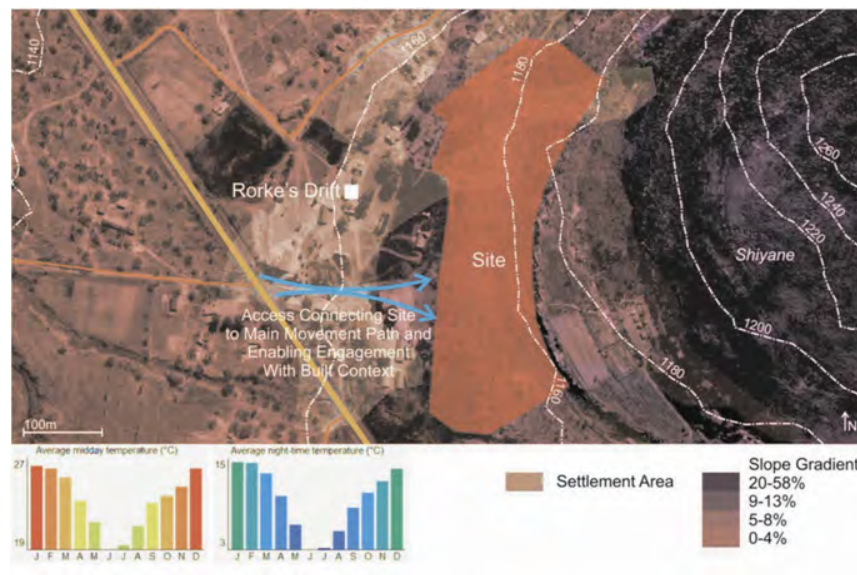 1140
1160
1180
1260
1240
1220
Rorke's Drift
Site
Shiyane
Access Connecting Site
to Main Movement Path and
Enabling Engagement
With Built Context
1200
1180
1160
100m
N
Average midday temperature (°C)
27
19
J F M A M J J A S O N D
Average night-time temperature (°C)
15
3
J F M A M J J A S O N D
Settlement Area
Slope Gradient
20-58%
9-13%
5-8%
0-4%